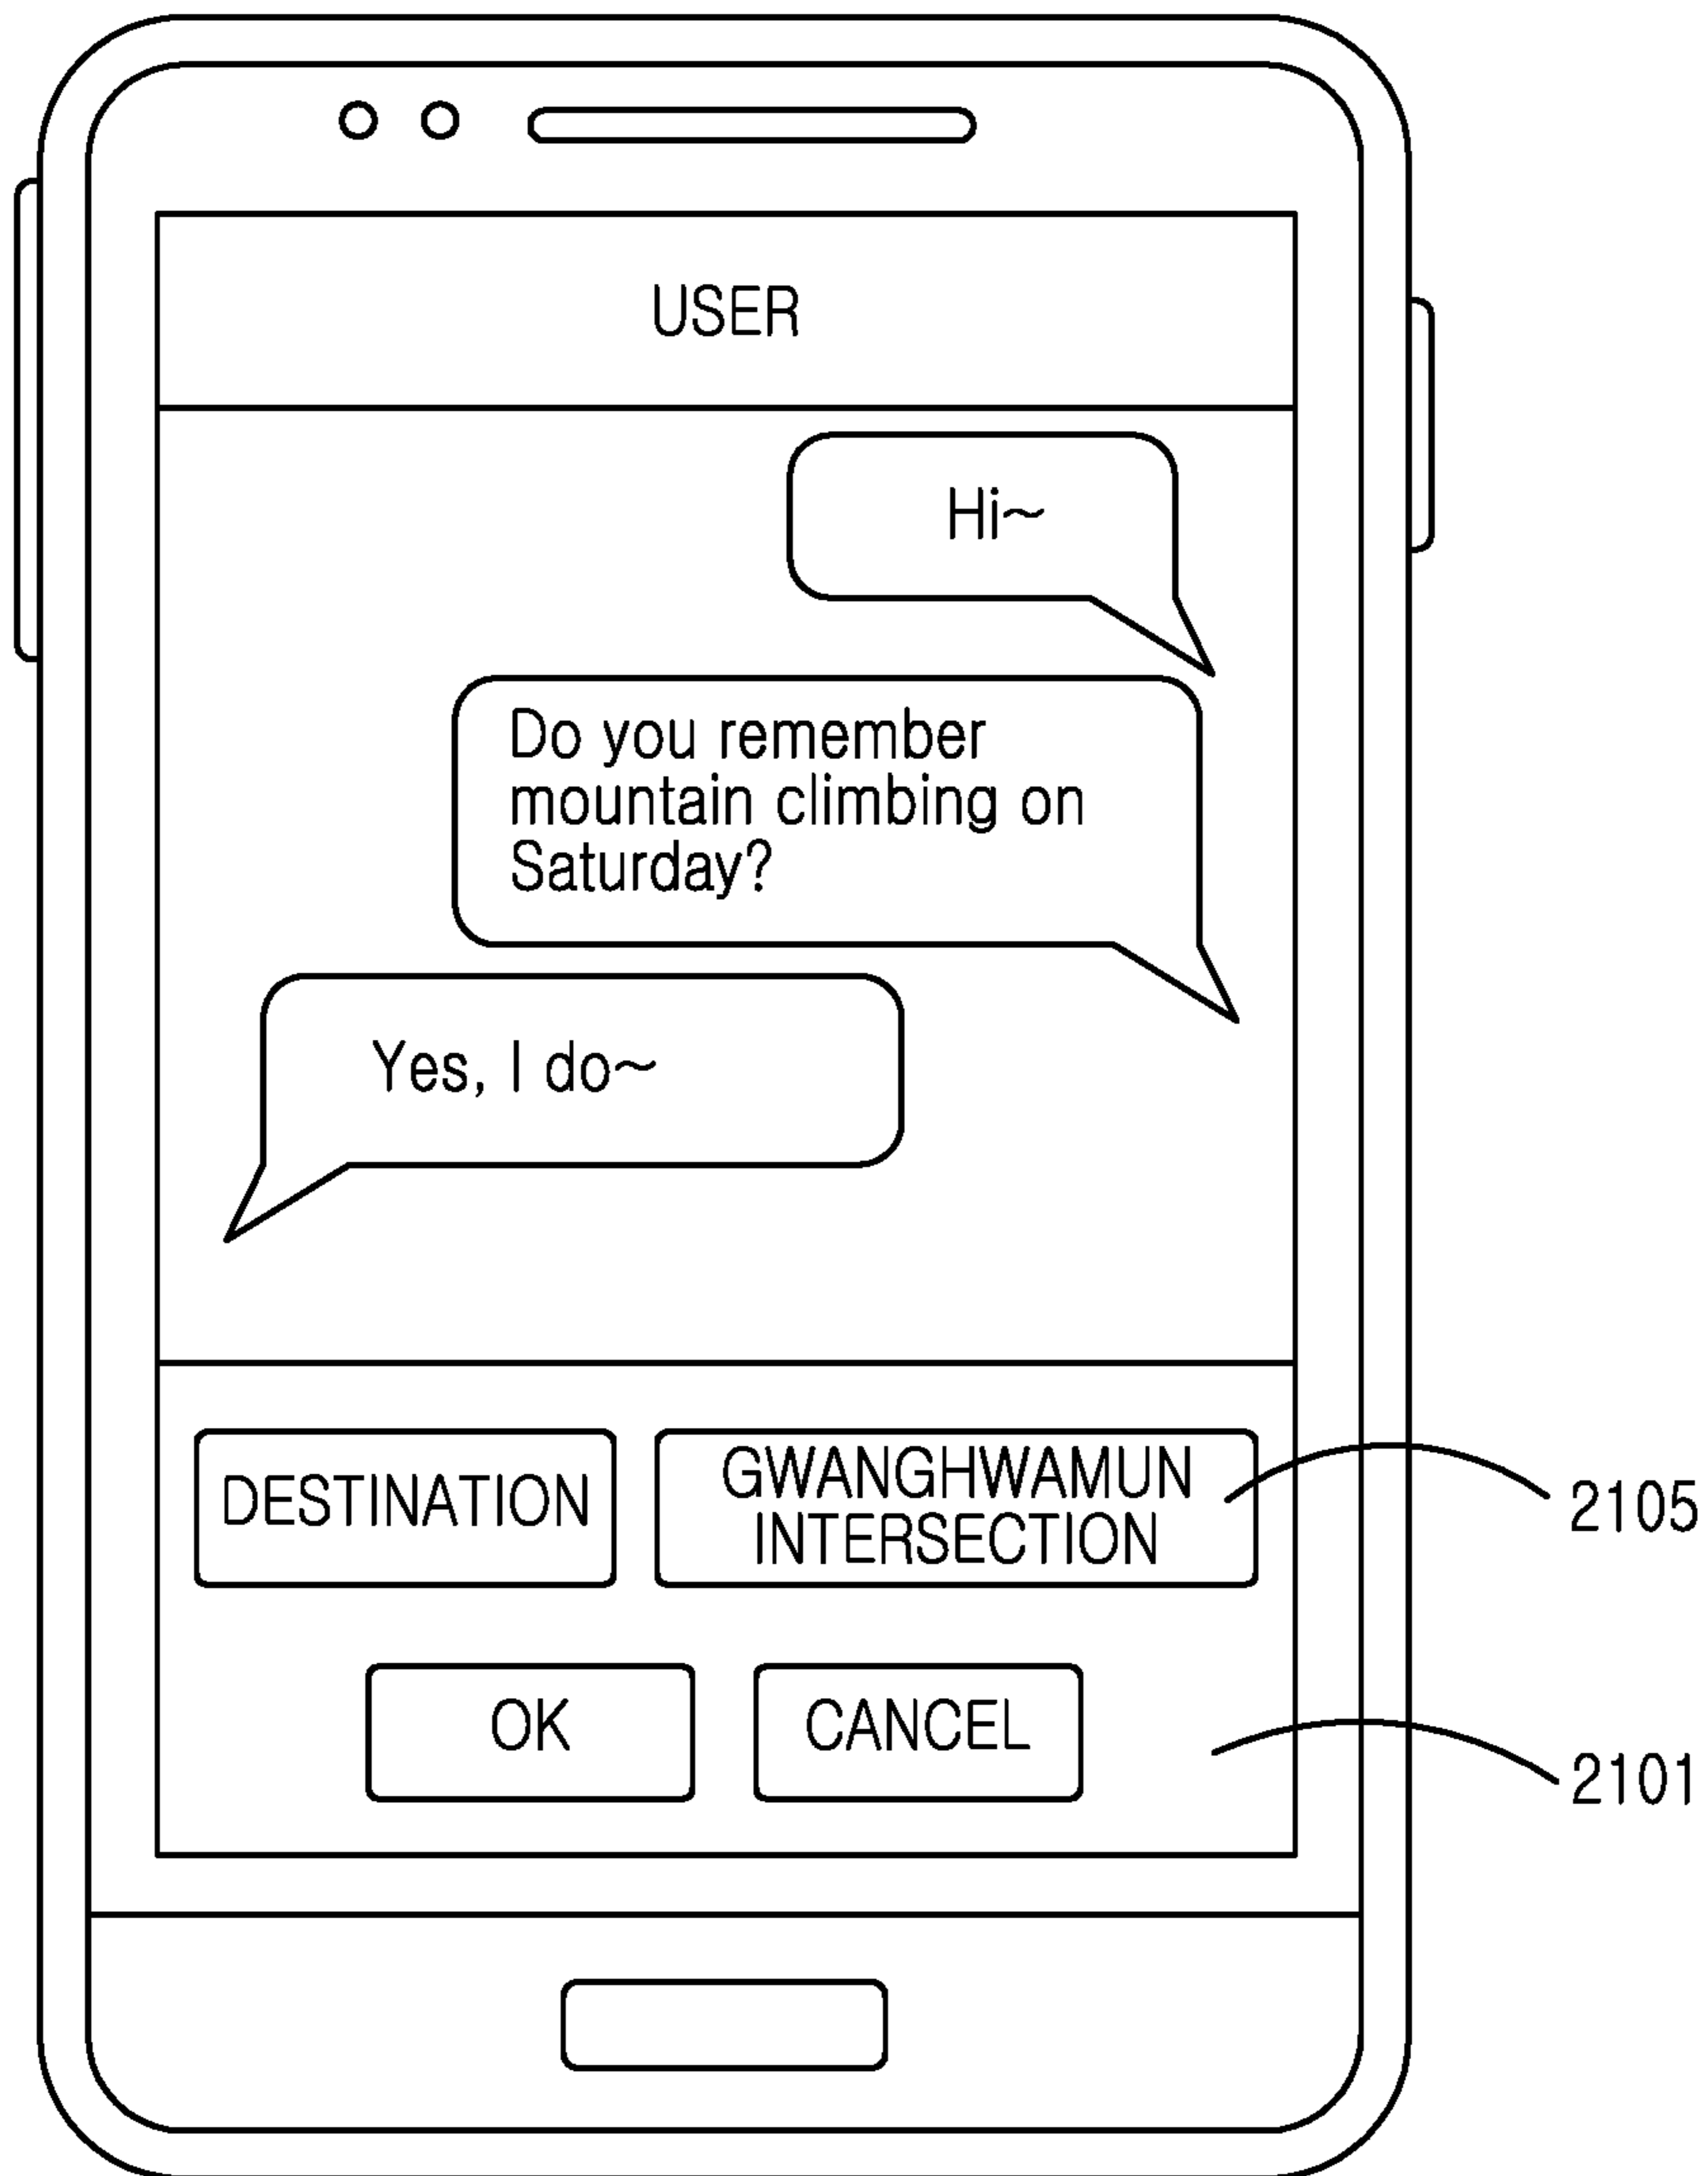 USER
Hi~
Do you remember
mountain climbing on
Saturday?
Yes, I do~
DESTINATION
GWANGHWAMUN
INTERSECTION
2105
OK
CANCEL
2101